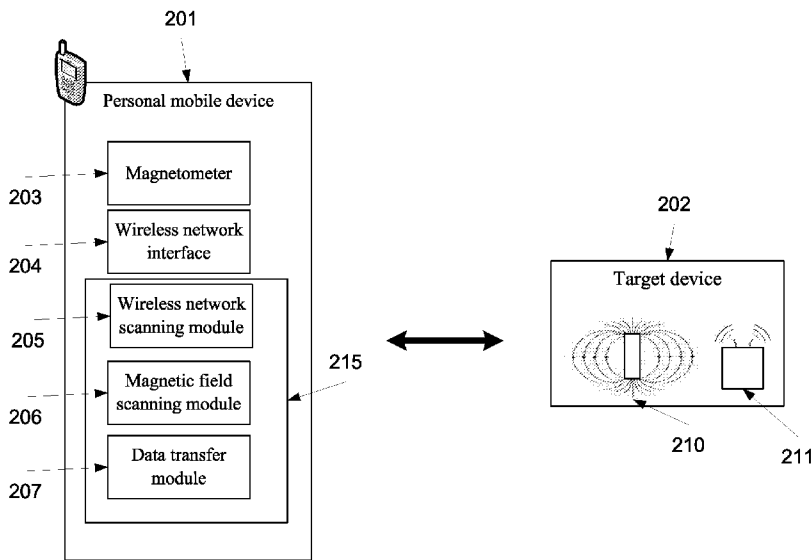 201
Personal mobile device
Magnetometer
203
Wireless network
interface
204
202
Target device
Wireless network
scanning module
205
215
Magnetic field
scanning module
206
210
211
Data transfer
module
207